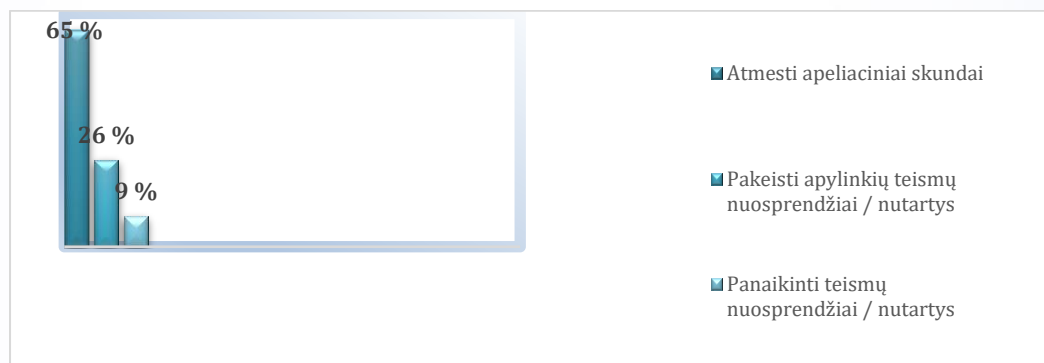 65 %
26 %
9 %
Atmesti apeliaciniai skundai
Pakeisti apylinkių teismų
nuosprendžiai / nutartys
Panaikinti teismų
nuosprendžiai / nutartys